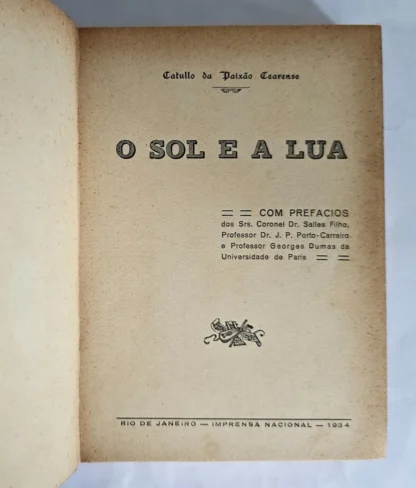 Catullo da Paixão Cearense
O SOL E A LUA
= = COM PREFACIOS
dos Srs. Coronel Dr. Salles Filho,
Professor Dr. J. P. Porto-Carreiro
e Professor Georges Dumas da
Universidade de Paris = =
RIO DE JANEIRO — IMPRENSA NACIONAL — 1934